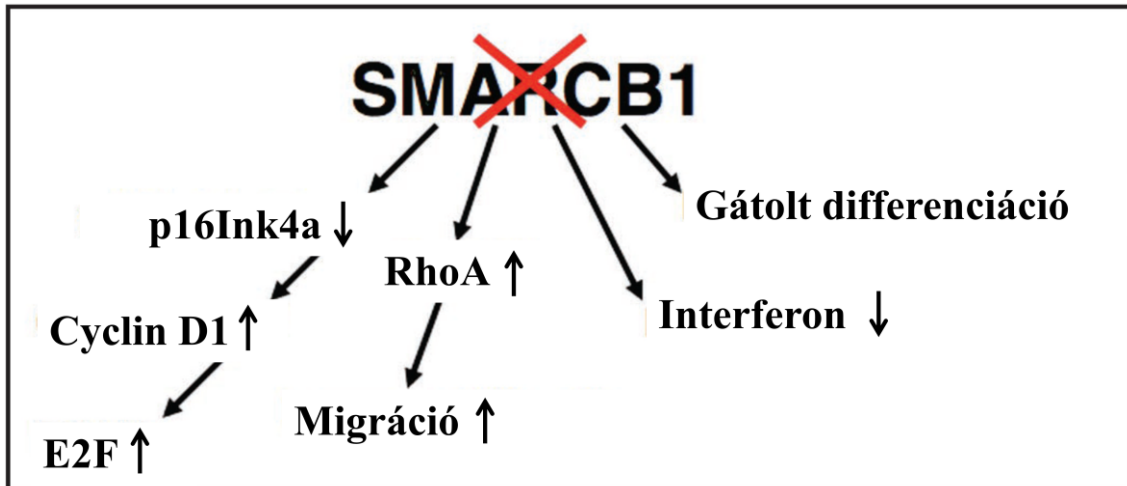 SMARCB1
p16Ink4a ↓
Cyclin D1 ↑
E2F ↑
RhoA ↑
Migráció ↑
Interferon ↓
Gátolt differenciáció